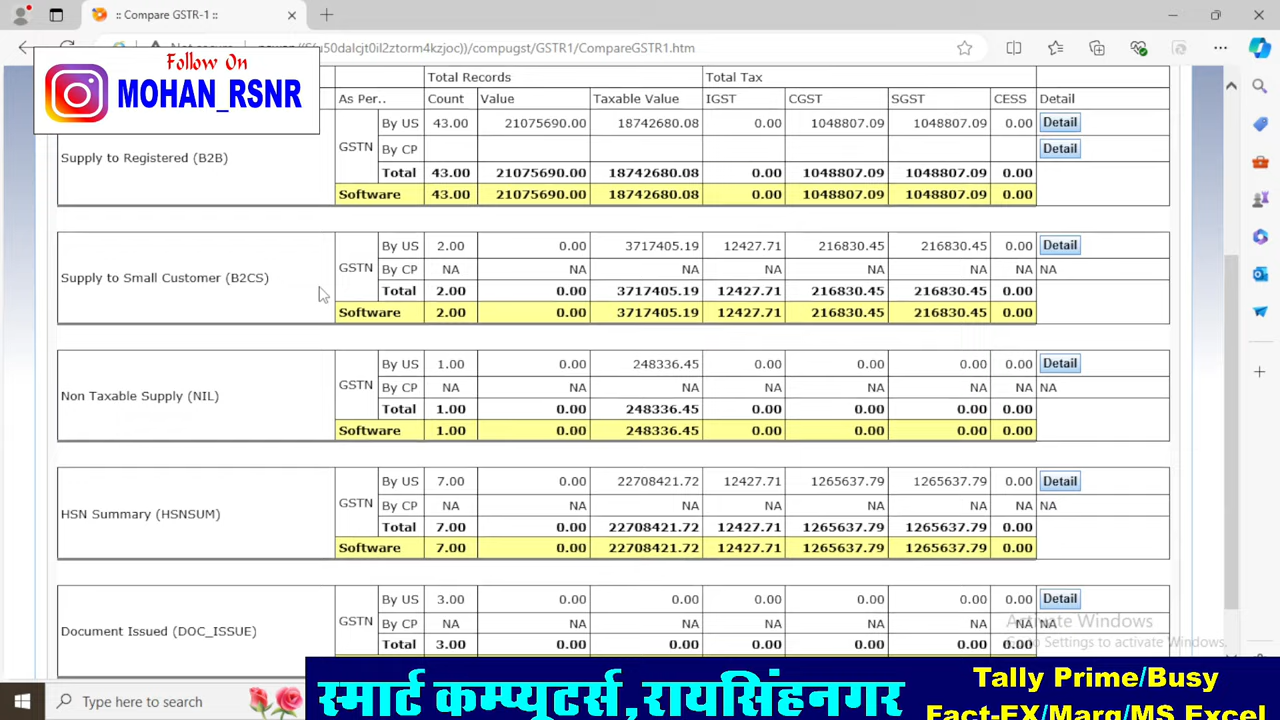 :: Compare GSTR-1 ::
Not secure
dalcjt0il2ztorm4kzjoc))/compugst/GSTR1/CompareGSTR1.htm
Follow On
MOHAN_RSNR
Total Records Total Tax
As Per.. Count Value Taxable Value IGST CGST SGST CESS Detail
Supply to Registered (B2B)
GSTN
By US 43.00 21075690.00 18742680.08 0.00 1048807.09 1048807.09 0.00 Detail
By CP Detail
Total 43.00 21075690.00 18742680.08 0.00 1048807.09 1048807.09 0.00
Software 43.00 21075690.00 18742680.08 0.00 1048807.09 1048807.09 0.00
Supply to Small Customer (B2CS)
GSTN
By US 2.00 0.00 3717405.19 12427.71 216830.45 216830.45 0.00 Detail
By CP NA NA NA NA NA NA NA NA
Total 2.00 0.00 3717405.19 12427.71 216830.45 216830.45 0.00
Software 2.00 0.00 3717405.19 12427.71 216830.45 216830.45 0.00
Non Taxable Supply (NIL)
GSTN
By US 1.00 0.00 248336.45 0.00 0.00 0.00 0.00 Detail
By CP NA NA NA NA NA NA NA NA
Total 1.00 0.00 248336.45 0.00 0.00 0.00 0.00
Software 1.00 0.00 248336.45 0.00 0.00 0.00 0.00
HSN Summary (HSNSUM)
GSTN
By US 7.00 0.00 22708421.72 12427.71 1265637.79 1265637.79 0.00 Detail
By CP NA NA NA NA NA NA NA NA
Total 7.00 0.00 22708421.72 12427.71 1265637.79 1265637.79 0.00
Software 7.00 0.00 22708421.72 12427.71 1265637.79 1265637.79 0.00
Document Issued (DOC_ISSUE)
GSTN
By US 3.00 0.00 0.00 0.00 0.00 0.00 0.00 Detail
By CP NA NA NA NA NA NA NA NA
Total 3.00 0.00 0.00 0.00 0.00 0.00 0.00
Activate Windows
Go to Settings to activate Windows.
Type here to search
स्मार्ट कम्प्यूटर्स,रायसिंहनगर
Tally Prime/Busy
Fact-EX/Marg/MS Excel